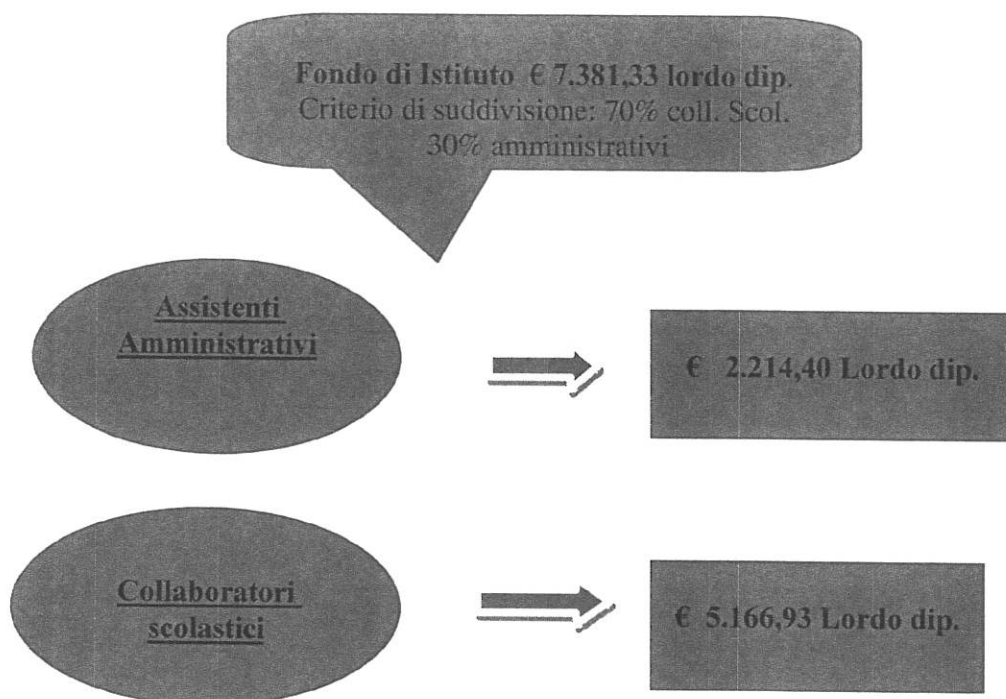 Fondo di Istituto € 7.381,33 lordo dip.
Criterio di suddivisione: 70% coll. Scol.
30% amministrativi
Assistenti
Amministrativi
€ 2.214,40 Lordo dip.
Collaboratori
scolastici
€ 5.166,93 Lordo dip.